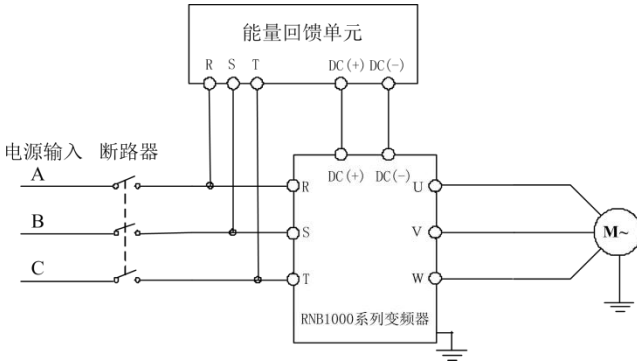 能量回馈单元
R S T DC(+) DC(-)
电源输入 断路器
A
B
C
DC(+) DC(-)
R
S
T
U
V
W
M~
RNB1000系列变频器